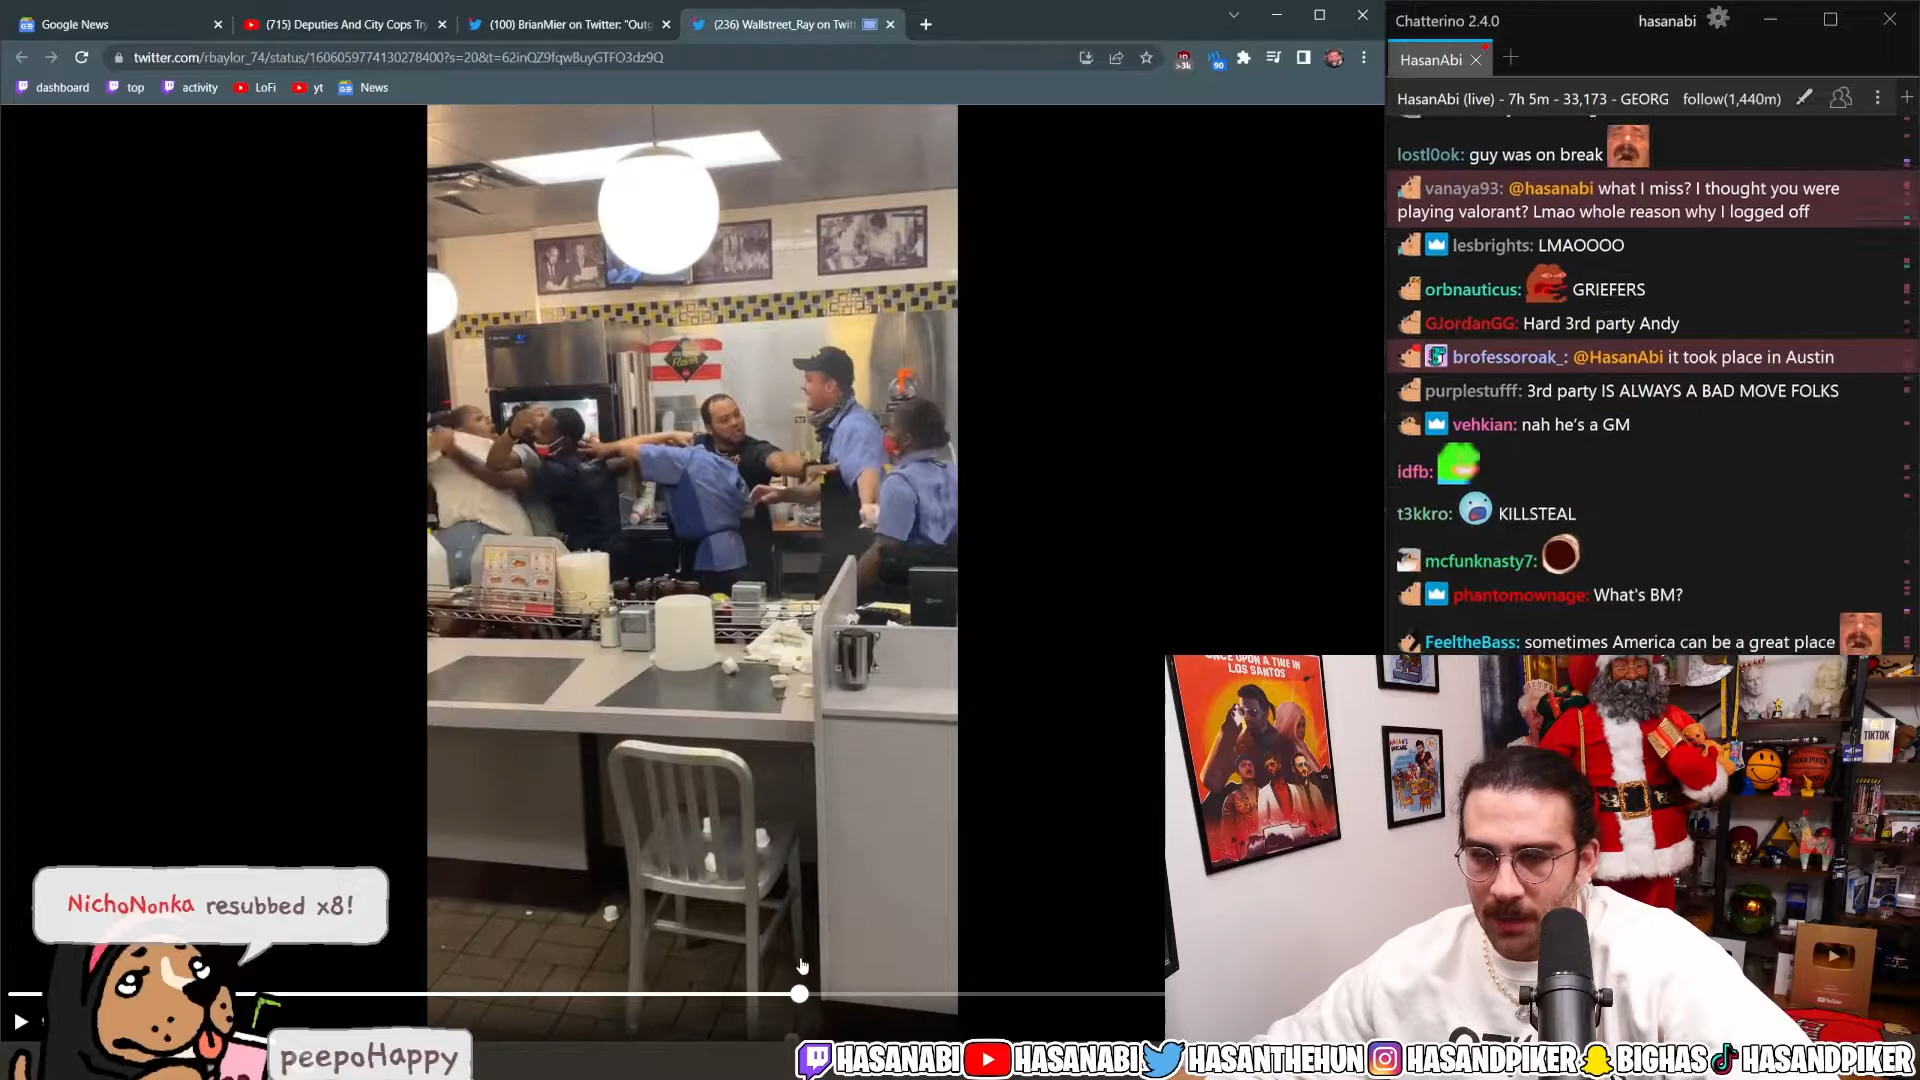 Google News
(715) Deputies And City Cops Try
(100) BrianMier on Twitter: "Outg
(236) Wallstreet_Ray on Twitt
twitter.com/rbaylor_74/status/1606059774130278400?s=20&t=62inQZ9fqwBuyGTFO3dz9Q
>3k
90
dashboard
top
activity
LoFi
yt
News
Chatterino 2.4.0
hasanabi
HasanAbi
HasanAbi (live) - 7h 5m - 33,173 - GEORG
follow(1,440m)
lostl0ok: guy was on break
vanaya93: @hasanabi what I miss? I thought you were
playing valorant? Lmao whole reason why I logged off
lesbrights: LMAOOOO
orbnauticus: GRIEFERS
GJordanGG: Hard 3rd party Andy
brofessoroak_: @HasanAbi it took place in Austin
purplestufff: 3rd party IS ALWAYS A BAD MOVE FOLKS
vehkian: nah he's a GM
idfb:
t3kkro: KILLSTEAL
mcfunknasty7:
phantomownage: What's BM?
FeeltheBass: sometimes America can be a great place
ONCE UPON A TIME IN
LOS SANTOS
TIKTOK
NichoNonka resubbed x8!
peepoHappy
HASANABI
HASANABI
HASANTHEHUN
HASANDPIKER
BIGHAS
HASANDPIKER